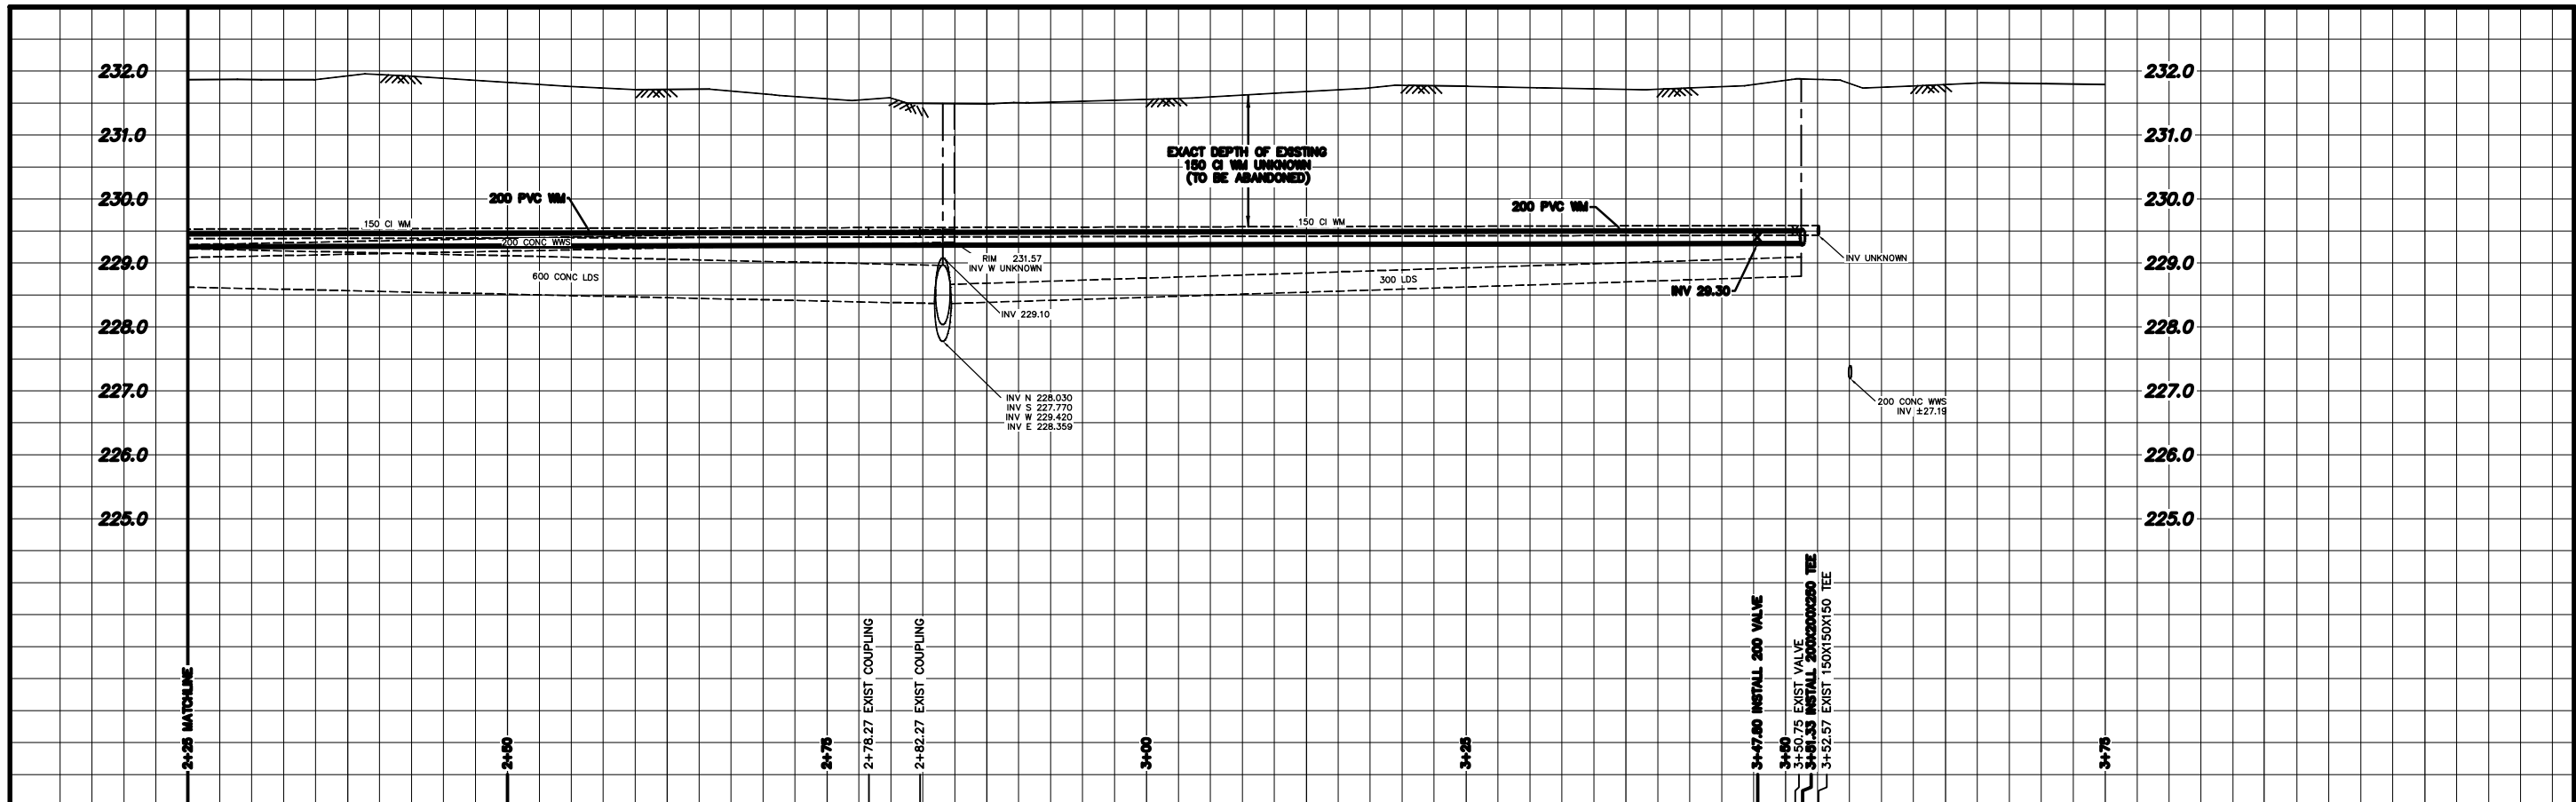 232.0
232.0
231.0
231.0
EXACT DEPTH OF EXISTING
150 CI WM UNKNOWN
(TO BE ABANDONED)
230.0
230.0
200 PVC WM
200 PVC WM
150 CI WM
150 CI WM
200 CONC WWS
RIM 231.57
INV W UNKNOWN
INV UNKNOWN
229.0
229.0
600 CONC LDS
300 LDS
INV 29.30
INV 229.10
228.0
228.0
227.0
227.0
INV N 228.030
INV S 227.770
INV W 229.420
INV E 228.359
200 CONC WWS
INV ±27.19
226.0
226.0
225.0
225.0
2+25 MATCHLINE
2+50
2+75
2+78.27 EXIST COUPLING
2+82.27 EXIST COUPLING
3+00
3+25
3+47.80 INSTALL 200 VALVE
3+50
3+50.75 EXIST VALVE
3+51.33 INSTALL 200X200X250 TEE
3+52.57 EXIST 150X150X150 TEE
3+75